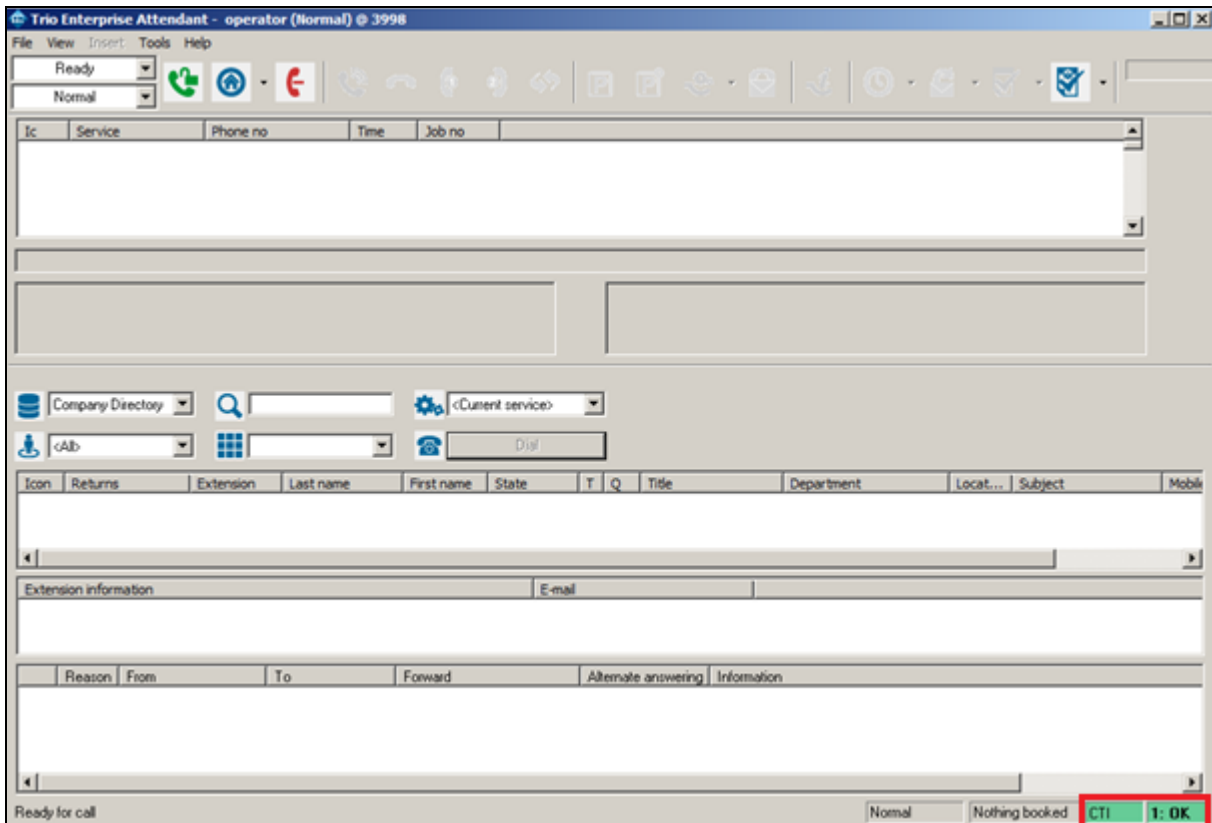 Trio Enterprise Attendant - operator (Normal) @ 3998
File View Insert Tools Help
Ready
Normal
Ic Service Phone no Time Job no
Company Directory <Current service>
<All> Dial
Icon Returns Extension Last name First name State T Q Title Department Locat... Subject Mobile
Extension information E-mail
Reason From To Forward Alternate answering Information
Ready for call Normal Nothing booked CTI 1: OK